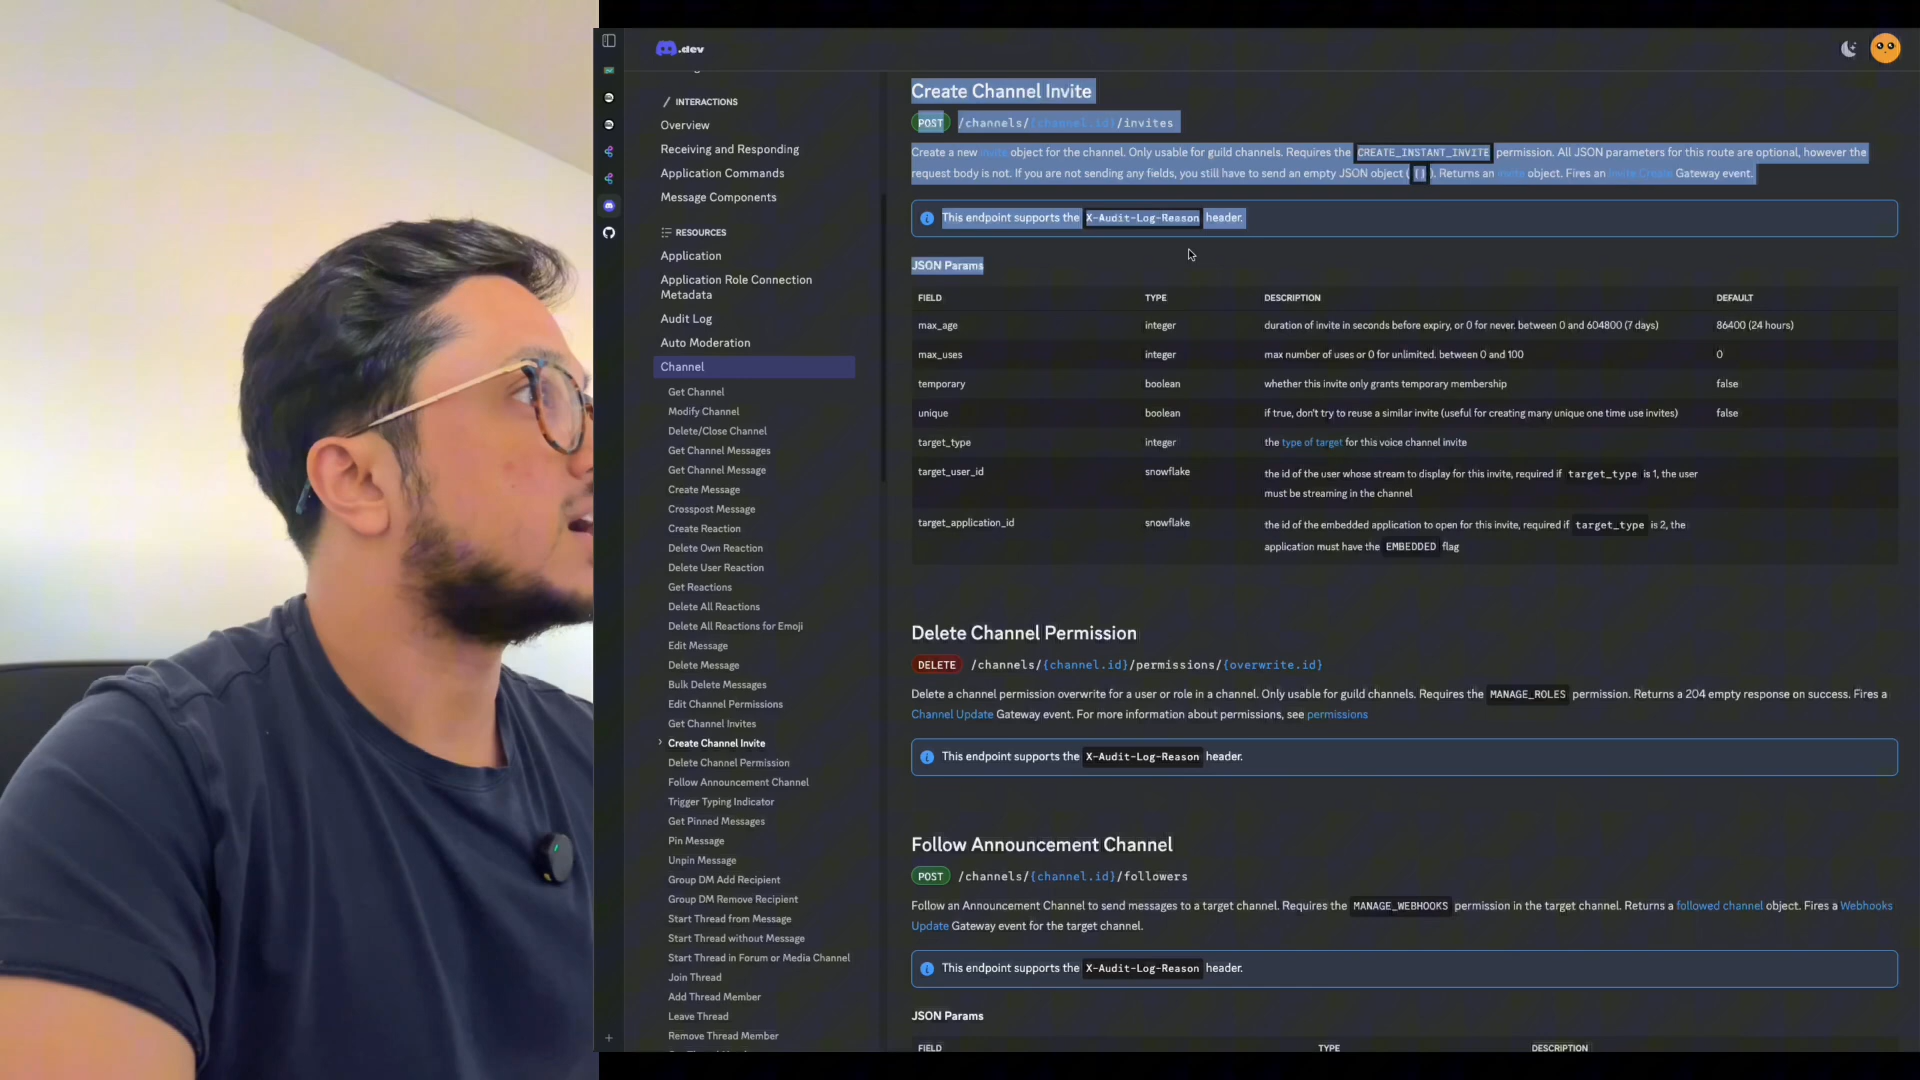 .dev
INTERACTIONS
Overview
Receiving and Responding
Application Commands
Message Components
RESOURCES
Application
Application Role Connection
Metadata
Audit Log
Auto Moderation
Channel
Get Channel
Modify Channel
Delete/Close Channel
Get Channel Messages
Get Channel Message
Create Message
Crosspost Message
Create Reaction
Delete Own Reaction
Delete User Reaction
Get Reactions
Delete All Reactions
Delete All Reactions for Emoji
Edit Message
Delete Message
Bulk Delete Messages
Edit Channel Permissions
Get Channel Invites
Create Channel Invite
Delete Channel Permission
Follow Announcement Channel
Trigger Typing Indicator
Get Pinned Messages
Pin Message
Unpin Message
Group DM Add Recipient
Group DM Remove Recipient
Start Thread from Message
Start Thread without Message
Start Thread in Forum or Media Channel
Join Thread
Add Thread Member
Leave Thread
Remove Thread Member
Create Channel Invite
POST /channels/{channel.id}/invites
Create a new invite object for the channel. Only usable for guild channels. Requires the CREATE_INSTANT_INVITE permission. All JSON parameters for this route are optional, however the
request body is not. If you are not sending any fields, you still have to send an empty JSON object ( {} ). Returns an invite object. Fires an Invite Create Gateway event.
This endpoint supports the X-Audit-Log-Reason header.
JSON Params
FIELD TYPE DESCRIPTION DEFAULT
max_age integer duration of invite in seconds before expiry, or 0 for never. between 0 and 604800 (7 days) 86400 (24 hours)
max_uses integer max number of uses or 0 for unlimited. between 0 and 100 0
temporary boolean whether this invite only grants temporary membership false
unique boolean if true, don't try to reuse a similar invite (useful for creating many unique one time use invites) false
target_type integer the type of target for this voice channel invite
target_user_id snowflake the id of the user whose stream to display for this invite, required if target_type is 1, the user
must be streaming in the channel
target_application_id snowflake the id of the embedded application to open for this invite, required if target_type is 2, the
application must have the EMBEDDED flag
Delete Channel Permission
DELETE /channels/{channel.id}/permissions/{overwrite.id}
Delete a channel permission overwrite for a user or role in a channel. Only usable for guild channels. Requires the MANAGE_ROLES permission. Returns a 204 empty response on success. Fires a
Channel Update Gateway event. For more information about permissions, see permissions
This endpoint supports the X-Audit-Log-Reason header.
Follow Announcement Channel
POST /channels/{channel.id}/followers
Follow an Announcement Channel to send messages to a target channel. Requires the MANAGE_WEBHOOKS permission in the target channel. Returns a followed channel object. Fires a Webhooks
Update Gateway event for the target channel.
This endpoint supports the X-Audit-Log-Reason header.
JSON Params
FIELD TYPE DESCRIPTION